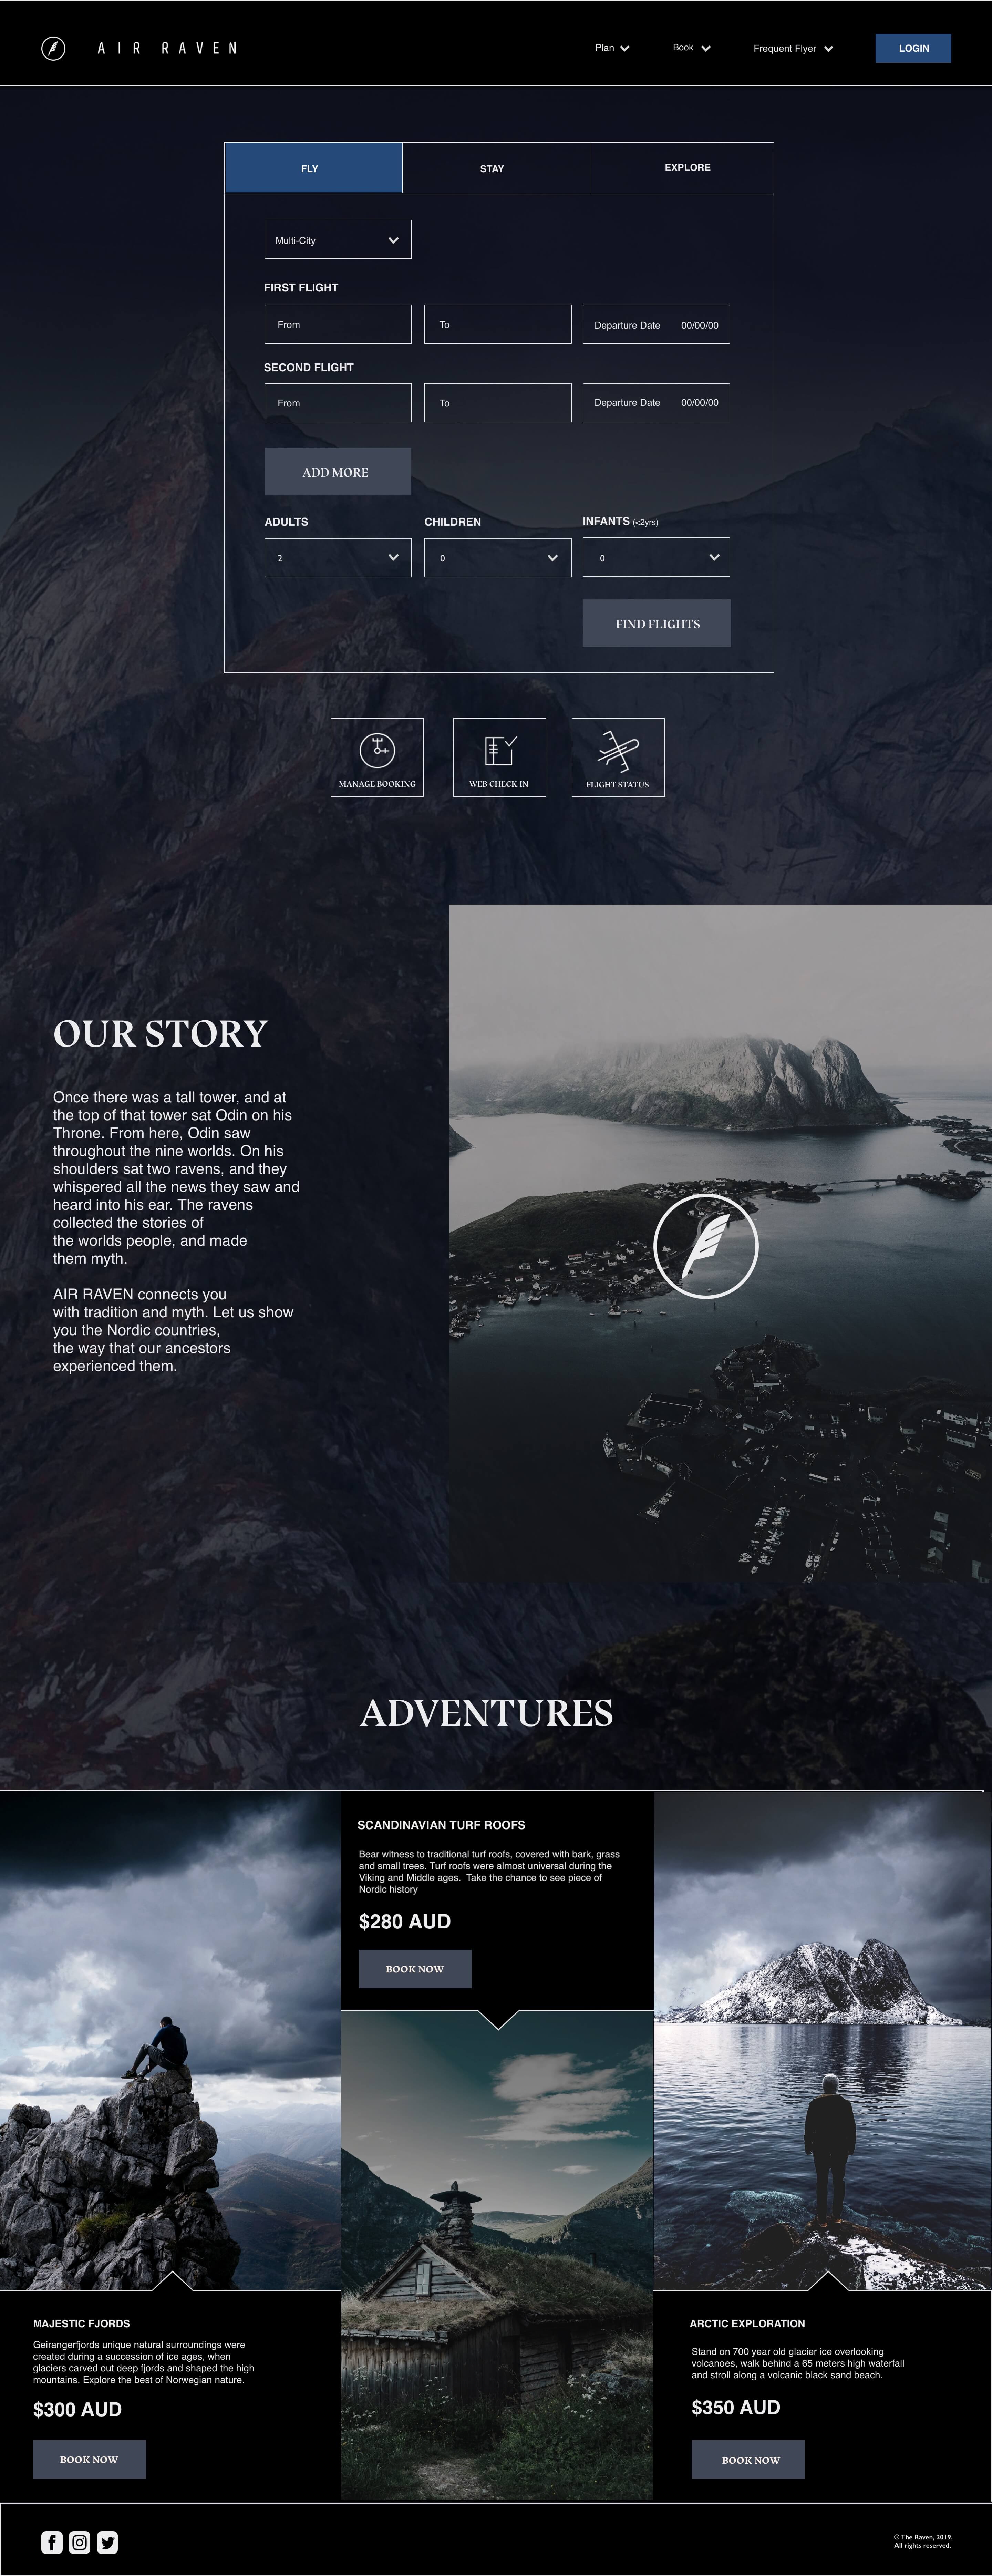 AIR RAVEN
Plan
Book
Frequent Flyer
LOGIN
FLY
STAY
EXPLORE
Multi-City
FIRST FLIGHT
From
To
Departure Date 00/00/00
SECOND FLIGHT
From
To
Departure Date 00/00/00
ADD MORE
ADULTS
CHILDREN
INFANTS (<2yrs)
2
0
0
FIND FLIGHTS
MANAGE BOOKING
WEB CHECK IN
FLIGHT STATUS
OUR STORY
Once there was a tall tower, and at
the top of that tower sat Odin on his
Throne. From here, Odin saw
throughout the nine worlds. On his
shoulders sat two ravens, and they
whispered all the news they saw and
heard into his ear. The ravens
collected the stories of
the worlds people, and made
them myth.
AIR RAVEN connects you
with tradition and myth. Let us show
you the Nordic countries,
the way that our ancestors
experienced them.
ADVENTURES
SCANDINAVIAN TURF ROOFS
Bear witness to traditional turf roofs, covered with bark, grass
and small trees. Turf roofs were almost universal during the
Viking and Middle ages. Take the chance to see piece of
Nordic history
$280 AUD
BOOK NOW
MAJESTIC FJORDS
Geirangerfjords unique natural surroundings were
created during a succession of ice ages, when
glaciers carved out deep fjords and shaped the high
mountains. Explore the best of Norwegian nature.
$300 AUD
BOOK NOW
ARCTIC EXPLORATION
Stand on 700 year old glacier ice overlooking
volcanoes, walk behind a 65 meters high waterfall
and stroll along a volcanic black sand beach.
$350 AUD
BOOK NOW
© The Raven, 2019.
All rights reserved.